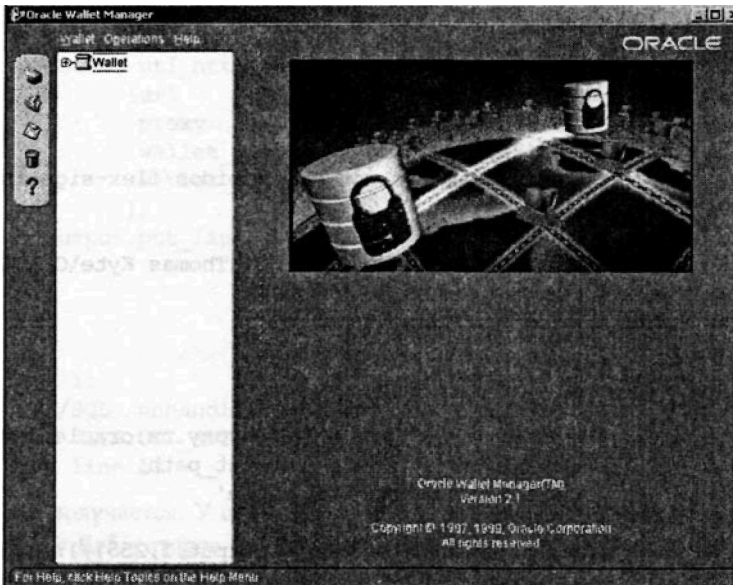 Oracle Wallet Manager
Wallet Operations Help
ORACLE
Wallet
?
Oracle Wallet Manager(TM)
Version 2.1
Copyright © 1997, 1999, Oracle Corporation
All rights reserved
For Help, click Help Topics on the Help Menu